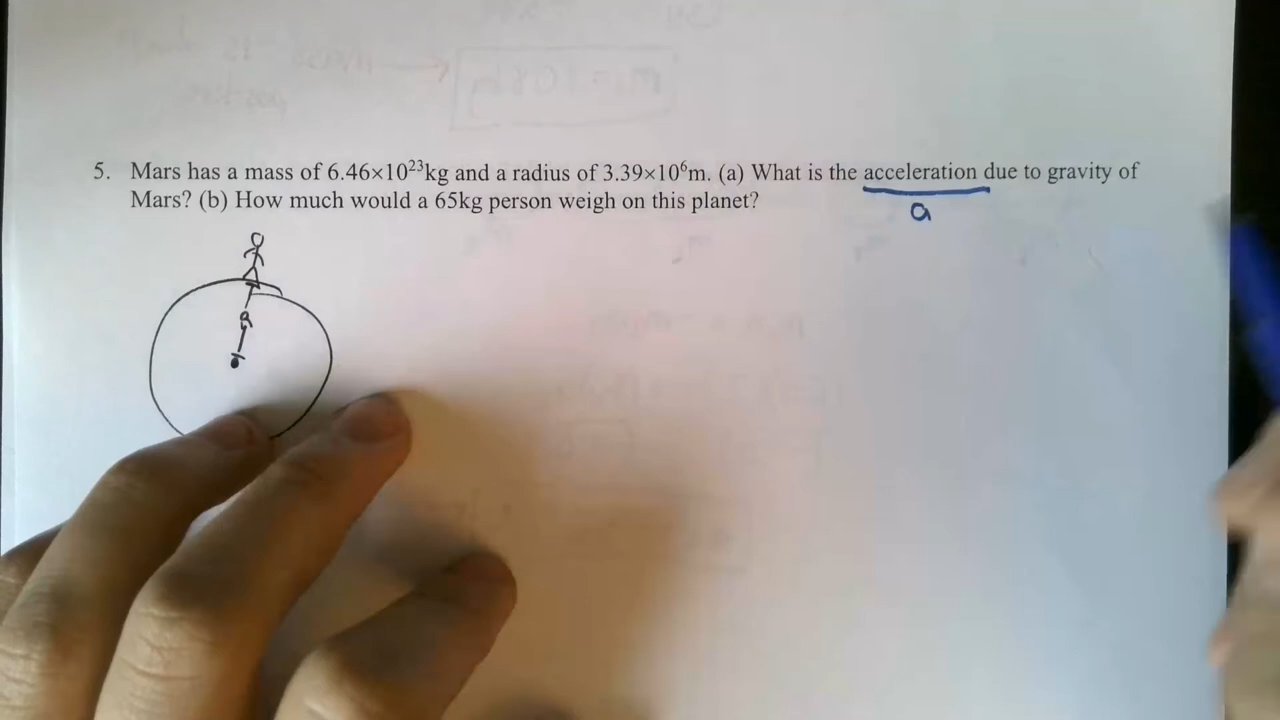 5. Mars has a mass of 6.46×10²³kg and a radius of 3.39×10⁶m. (a) What is the acceleration due to gravity of
Mars? (b) How much would a 65kg person weigh on this planet?
a